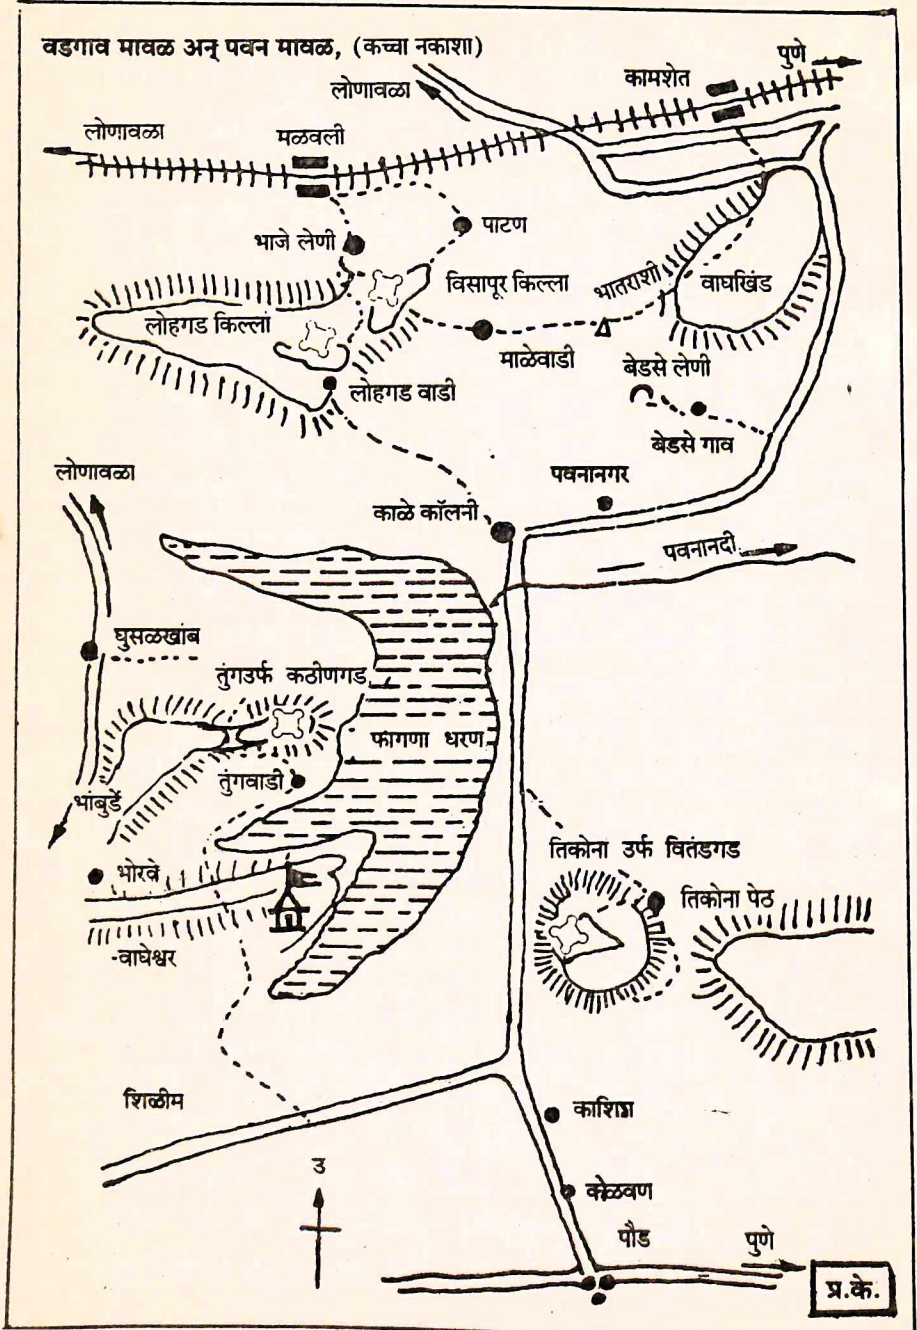 वडगाव मावळ अन् पवन मावळ, (कच्चा नकाशा)
पुणे
कामशेत
लोणावळा
लोणावळा
मळवली
पाटण
भाजे लेणी
विसापूर किल्ला
भातराशी
वाघखिंड
लोहगड किल्ला
माळेवाडी
बेडसे लेणी
लोहगड वाडी
बेडसे गाव
लोणावळा
पवनानगर
काळे कॉलनी
पवनानदी
घुसळखांब
तुंगउर्फ कठीणगड
फागणा धरण
तुंगवाडी
भांबुर्डे
तिकोना उर्फ वितंडगड
भोरवे
तिकोना पेठ
वाघेश्वर
शिळीम
काशिग
उ
कोळवण
पौड
पुणे
प्र.के.